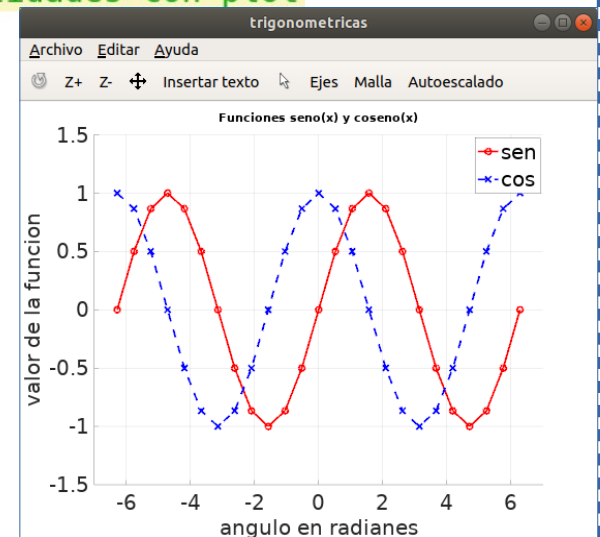 con plot
trigonometricas
Archivo Editar Ayuda
Z+ Z- Insertar texto Ejes Malla Autoescalado
Funciones seno(x) y coseno(x)
sen
cos
1.5
1
0.5
0
-0.5
-1
-1.5
valor de la funcion
-6 -4 -2 0 2 4 6
angulo en radianes